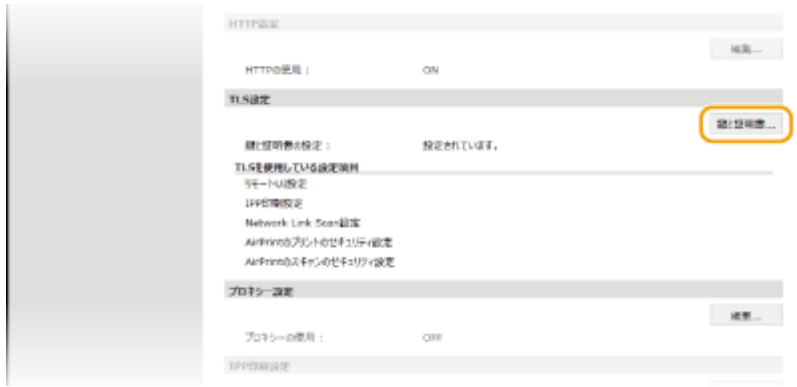 HTTP設定
編集...
HTTPの使用： ON
TLS設定
鍵と証明書...
鍵と証明書の設定： 設定されています。
TLSを使用している設定項目
リモートUI設定
IPP印刷設定
Network Link Scan設定
AirPrintのプリントのセキュリティ設定
AirPrintのスキャンのセキュリティ設定
プロキシー設定
編集...
プロキシーの使用： OFF
IPP印刷設定